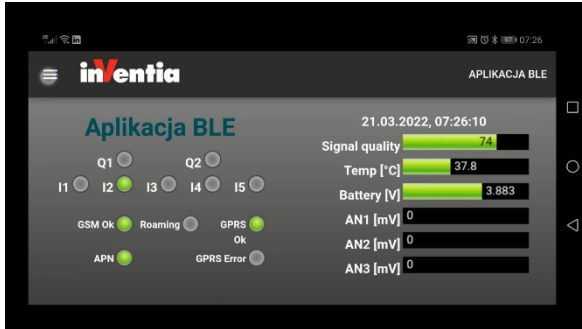 07:26
inVentia
APLIKACJA BLE
Aplikacja BLE
Q1 Q2
I1 I2 I3 I4 I5
GSM Ok Roaming GPRS Ok
APN GPRS Error
21.03.2022, 07:26:10
Signal quality 74
Temp [°C] 37.8
Battery [V] 3.883
AN1 [mV] 0
AN2 [mV] 0
AN3 [mV] 0